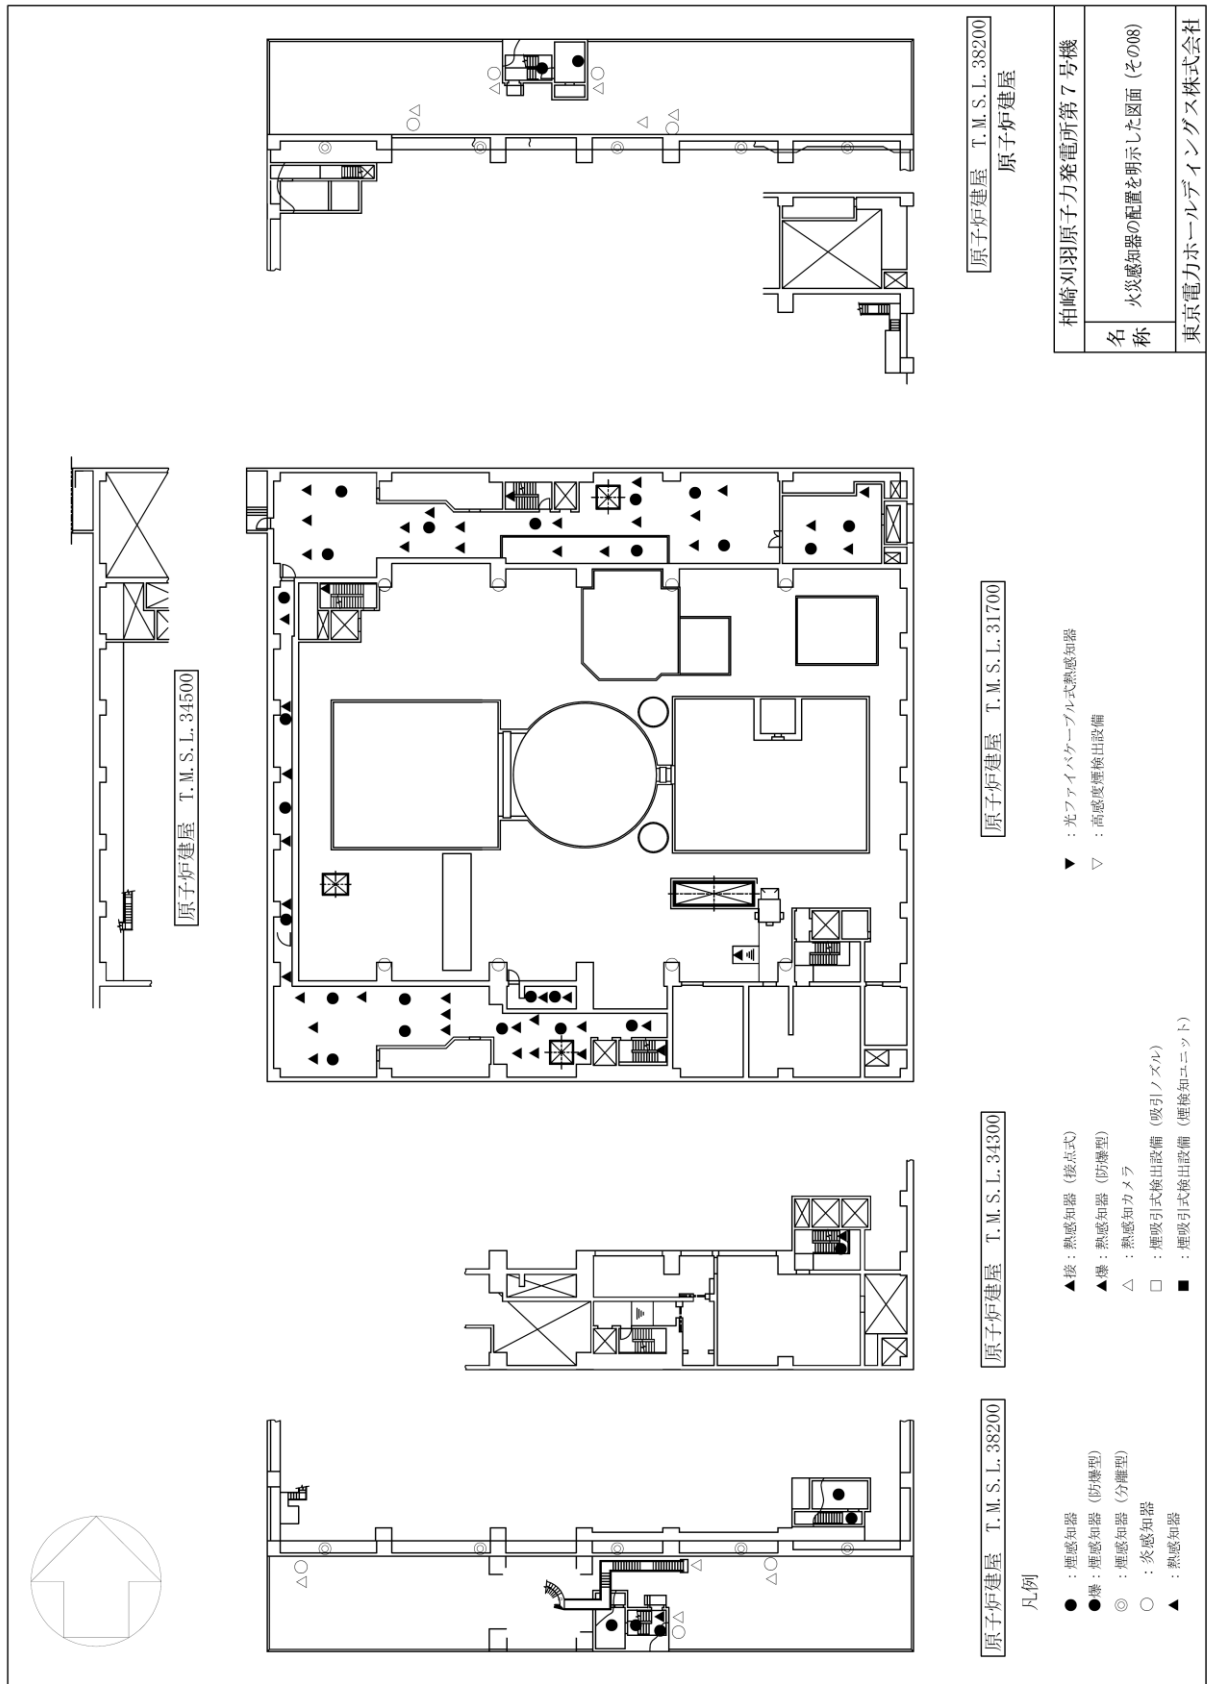 原子炉建屋 T.M.S.L.34500
原子炉建屋 T.M.S.L.38200
原子炉建屋 T.M.S.L.34300
原子炉建屋 T.M.S.L.31700
原子炉建屋 T.M.S.L.38200
原子炉建屋
凡例
● : 煙感知器
●爆 : 煙感知器 (防爆型)
◎ : 煙感知器 (分離型)
○ : 炎感知器
▲ : 熱感知器
▲接 : 熱感知器 (接点式)
▲爆 : 熱感知器 (防爆型)
△ : 熱感知カメラ
□ : 煙吸引式検出設備 (吸引ノズル)
■ : 煙吸引式検出設備 (煙検知ユニット)
▼ : 光ファイバケーブル式熱感知器
▽ : 高感度煙検出設備
柏崎刈羽原子力発電所第7号機
名称
火災感知器の配置を明示した図面 (その08)
東京電力ホールディングス株式会社